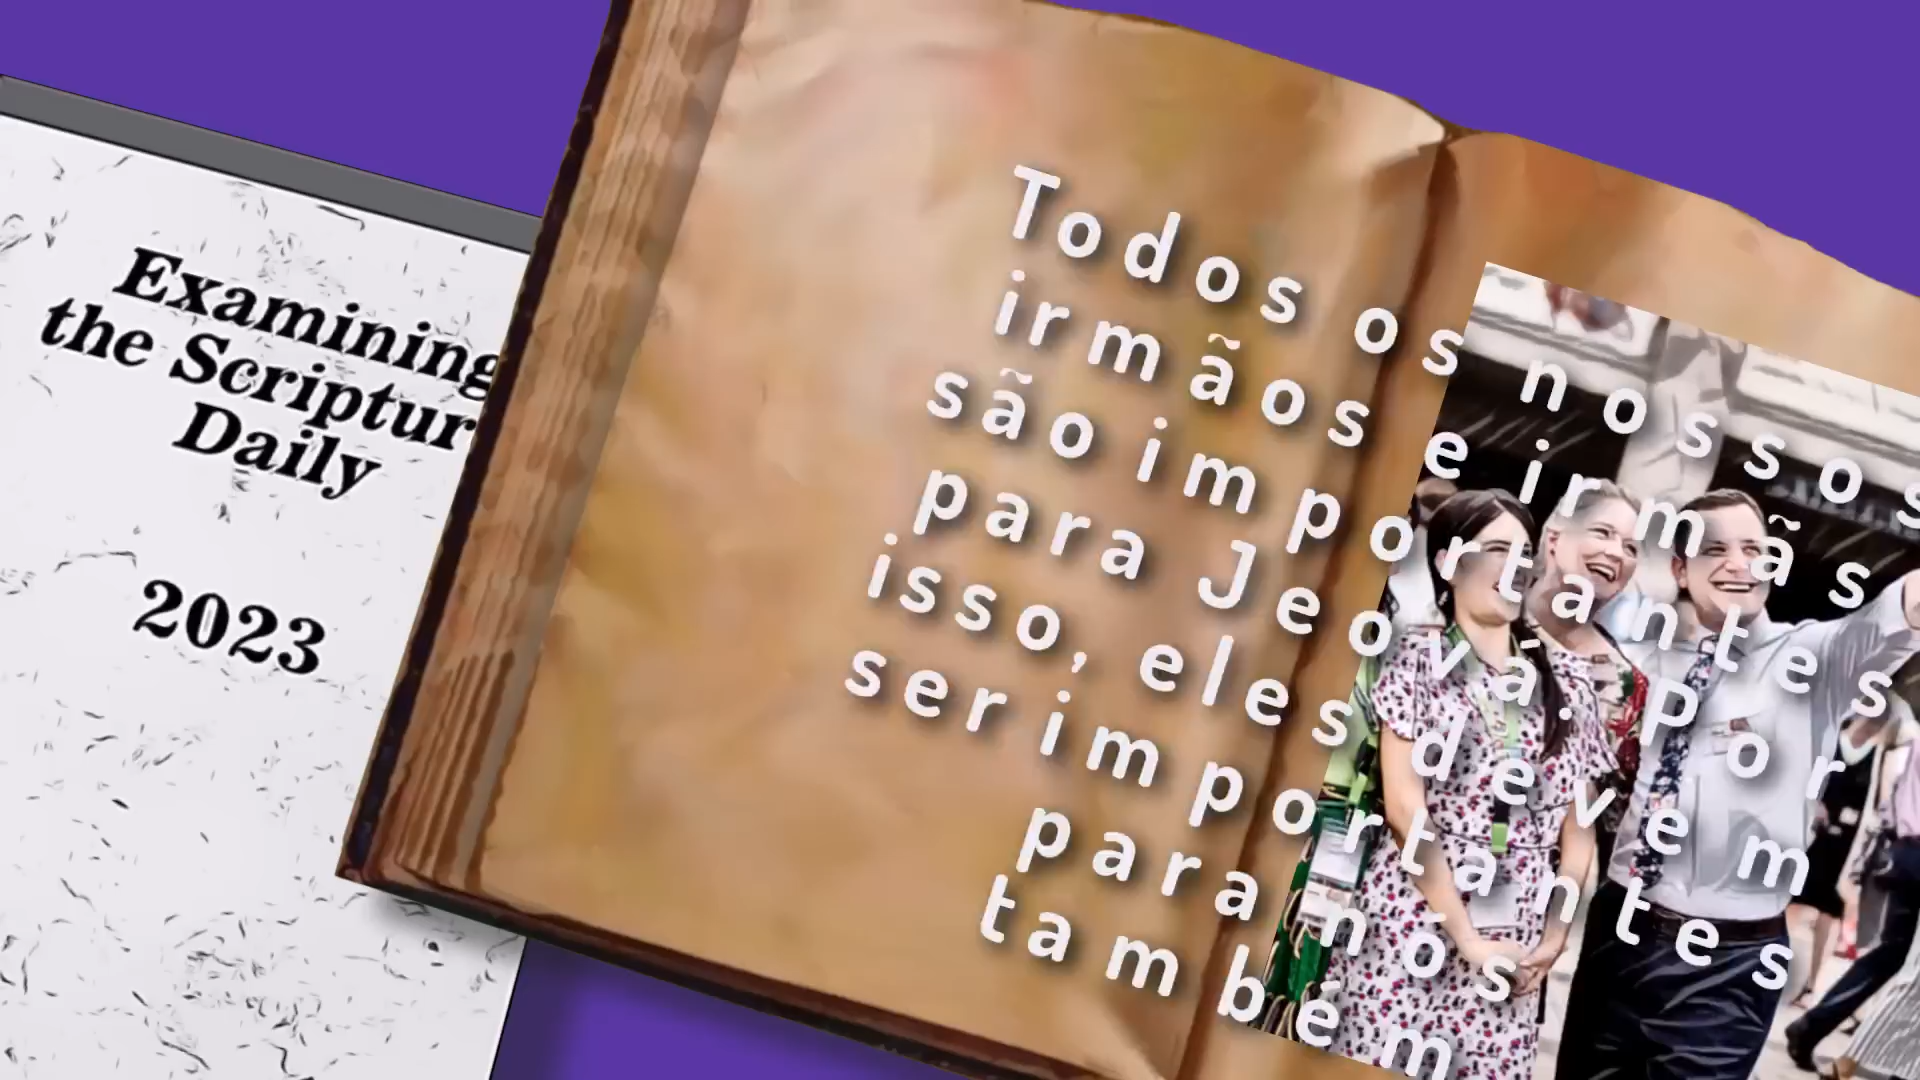 Examining
the Scriptur
Daily
2023
Todos os nossos
irmãos e irmãs
são importantes
para Jeová. Por
isso, eles devem
ser importantes
para nós
também